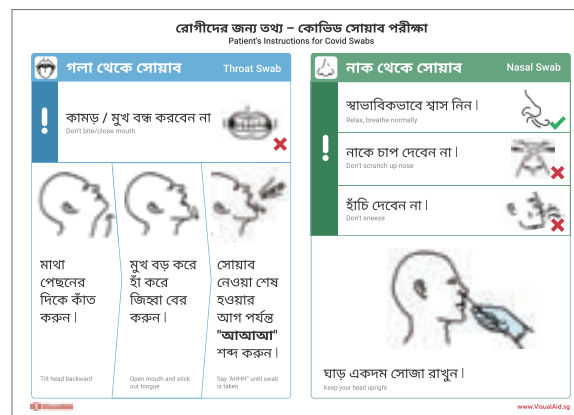 রোগীদের জন্য তথ্য – কোভিড সোয়াব পরীক্ষা
Patient's Instructions for Covid Swabs
গলা থেকে সোয়াব Throat Swab
কামড় / মুখ বন্ধ করবেন না
Don't bite/close mouth
মাথা
পেছনের
দিকে কাঁত
করুন।
Tilt head backward
মুখ বড় করে
হাঁ করে
জিহ্বা বের
করুন।
Open mouth and stick
out tongue
সোয়াব
নেওয়া শেষ
হওয়ার
আগ পর্যন্ত
"আআআ"
শব্দ করুন।
Say "AHHH" until swab
is taken
নাক থেকে সোয়াব Nasal Swab
স্বাভাবিকভাবে শ্বাস নিন।
Relax, breathe normally
নাকে চাপ দেবেন না।
Don't scrunch up nose
হাঁচি দেবেন না।
Don't sneeze
ঘাড় একদম সোজা রাখুন।
Keep your head upright
www.VisualAid.sg